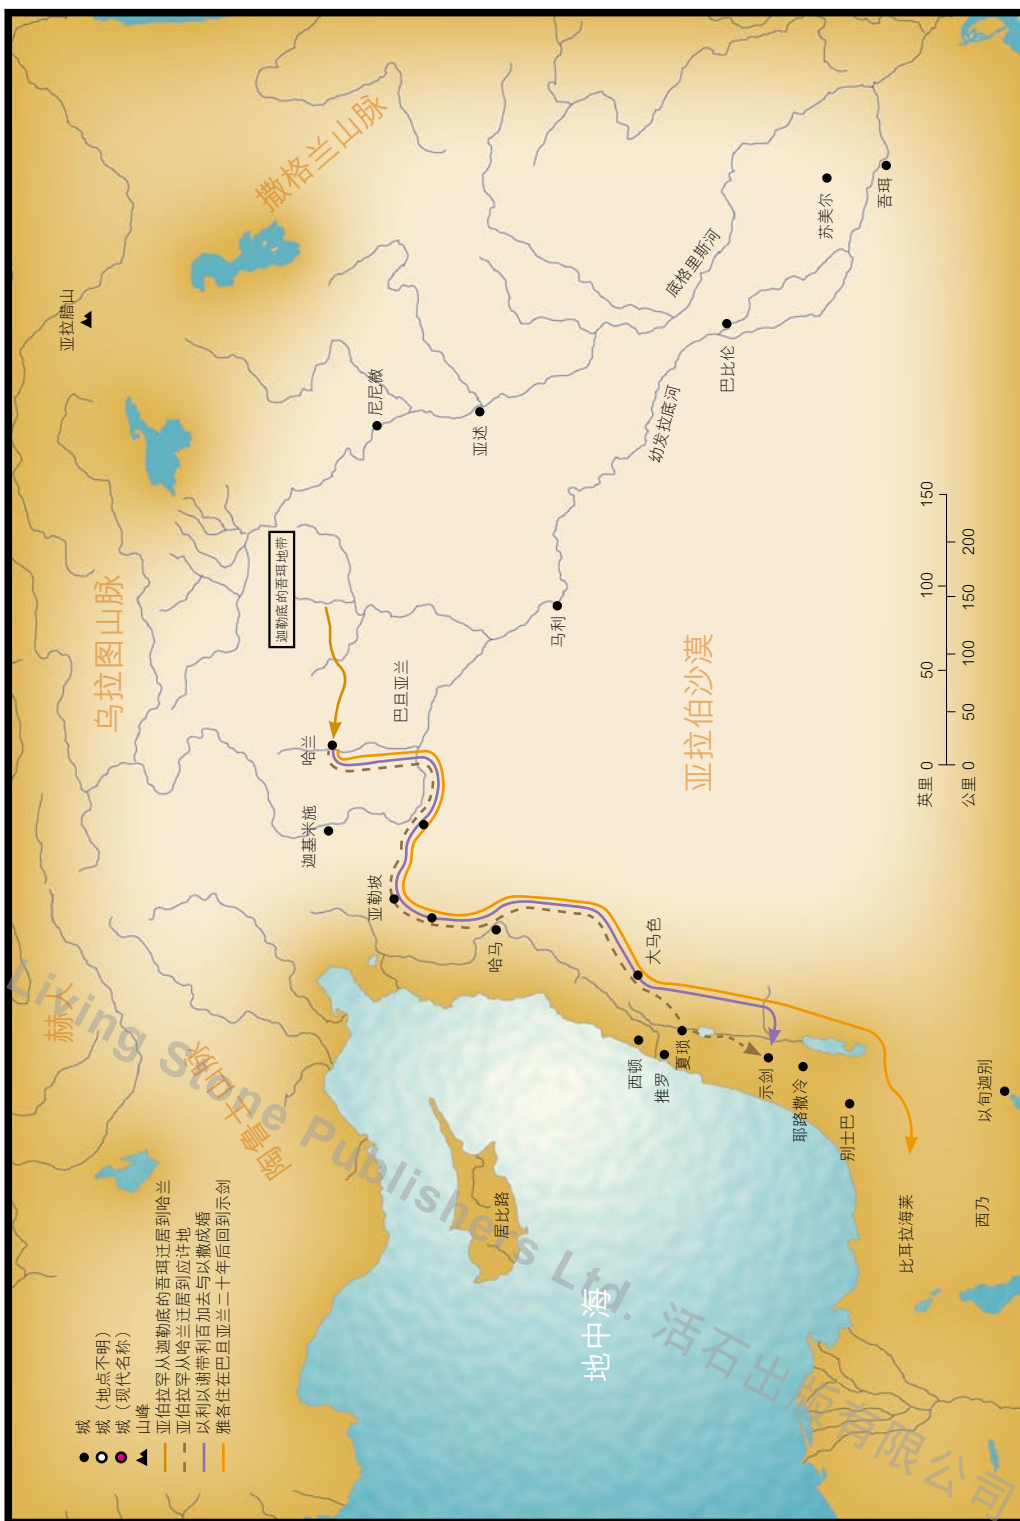 乌拉图山脉
亚拉腊山
撒格兰山脉
赫人
陶鲁士山脉
迦勒底的吾珥地带
尼尼微
哈兰
迦基米施
巴旦亚兰
亚勒坡
亚述
哈马
马利
幼发拉底河
底格里斯河
巴比伦
苏美尔
吾珥
亚拉伯沙漠
大马色
居比路
西顿
推罗
夏琐
地中海
示剑
耶路撒冷
别士巴
比耳拉海莱
西乃
以旬迦别
英里 0 50 100 150
公里 0 50 100 150 200
城
城（地点不明）
城（现代名称）
山峰
亚伯拉罕从迦勒底的吾珥迁居到哈兰
亚伯拉罕从哈兰迁居到应许地
以利以谢带利百加去与以撒成婚
雅各住在巴旦亚兰二十年后回到示剑
Living Stone Publishers Ltd. 活石出版有限公司